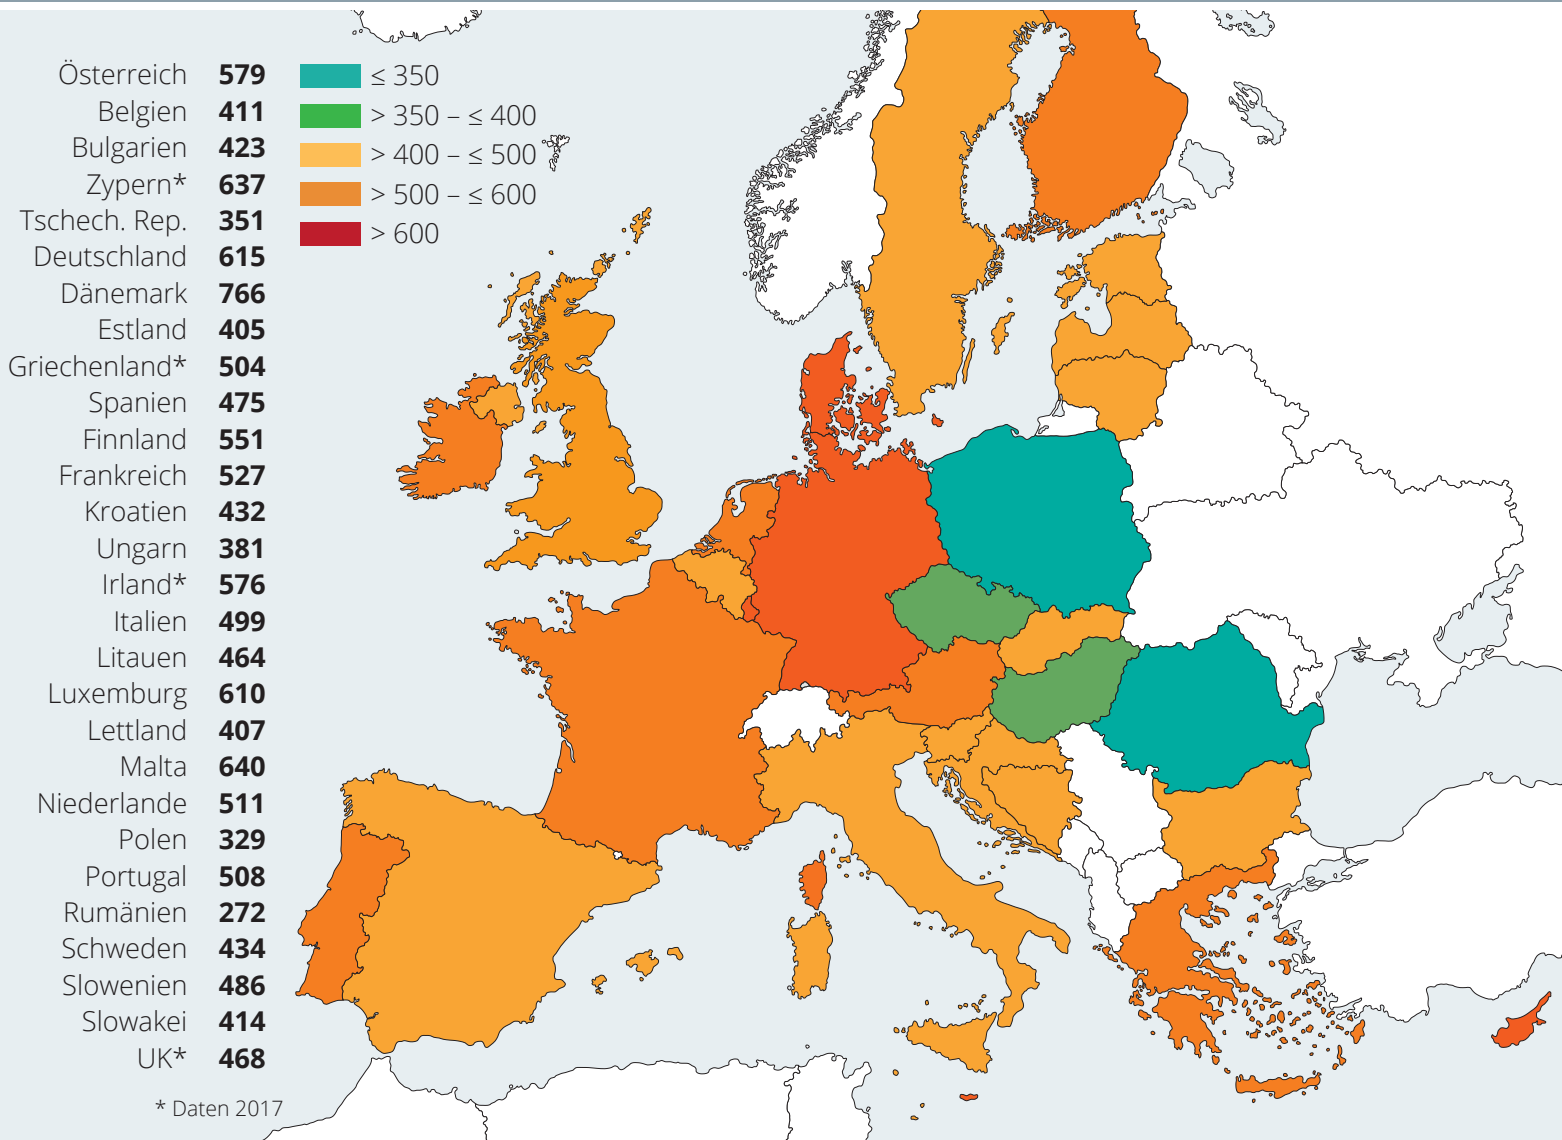 Österreich 579
Belgien 411
Bulgarien 423
Zypern* 637
Tschech. Rep. 351
Deutschland 615
Dänemark 766
Estland 405
Griechenland* 504
Spanien 475
Finnland 551
Frankreich 527
Kroatien 432
Ungarn 381
Irland* 576
Italien 499
Litauen 464
Luxemburg 610
Lettland 407
Malta 640
Niederlande 511
Polen 329
Portugal 508
Rumänien 272
Schweden 434
Slowenien 486
Slowakei 414
UK* 468
* Daten 2017
≤ 350
> 350 – ≤ 400
> 400 – ≤ 500
> 500 – ≤ 600
> 600